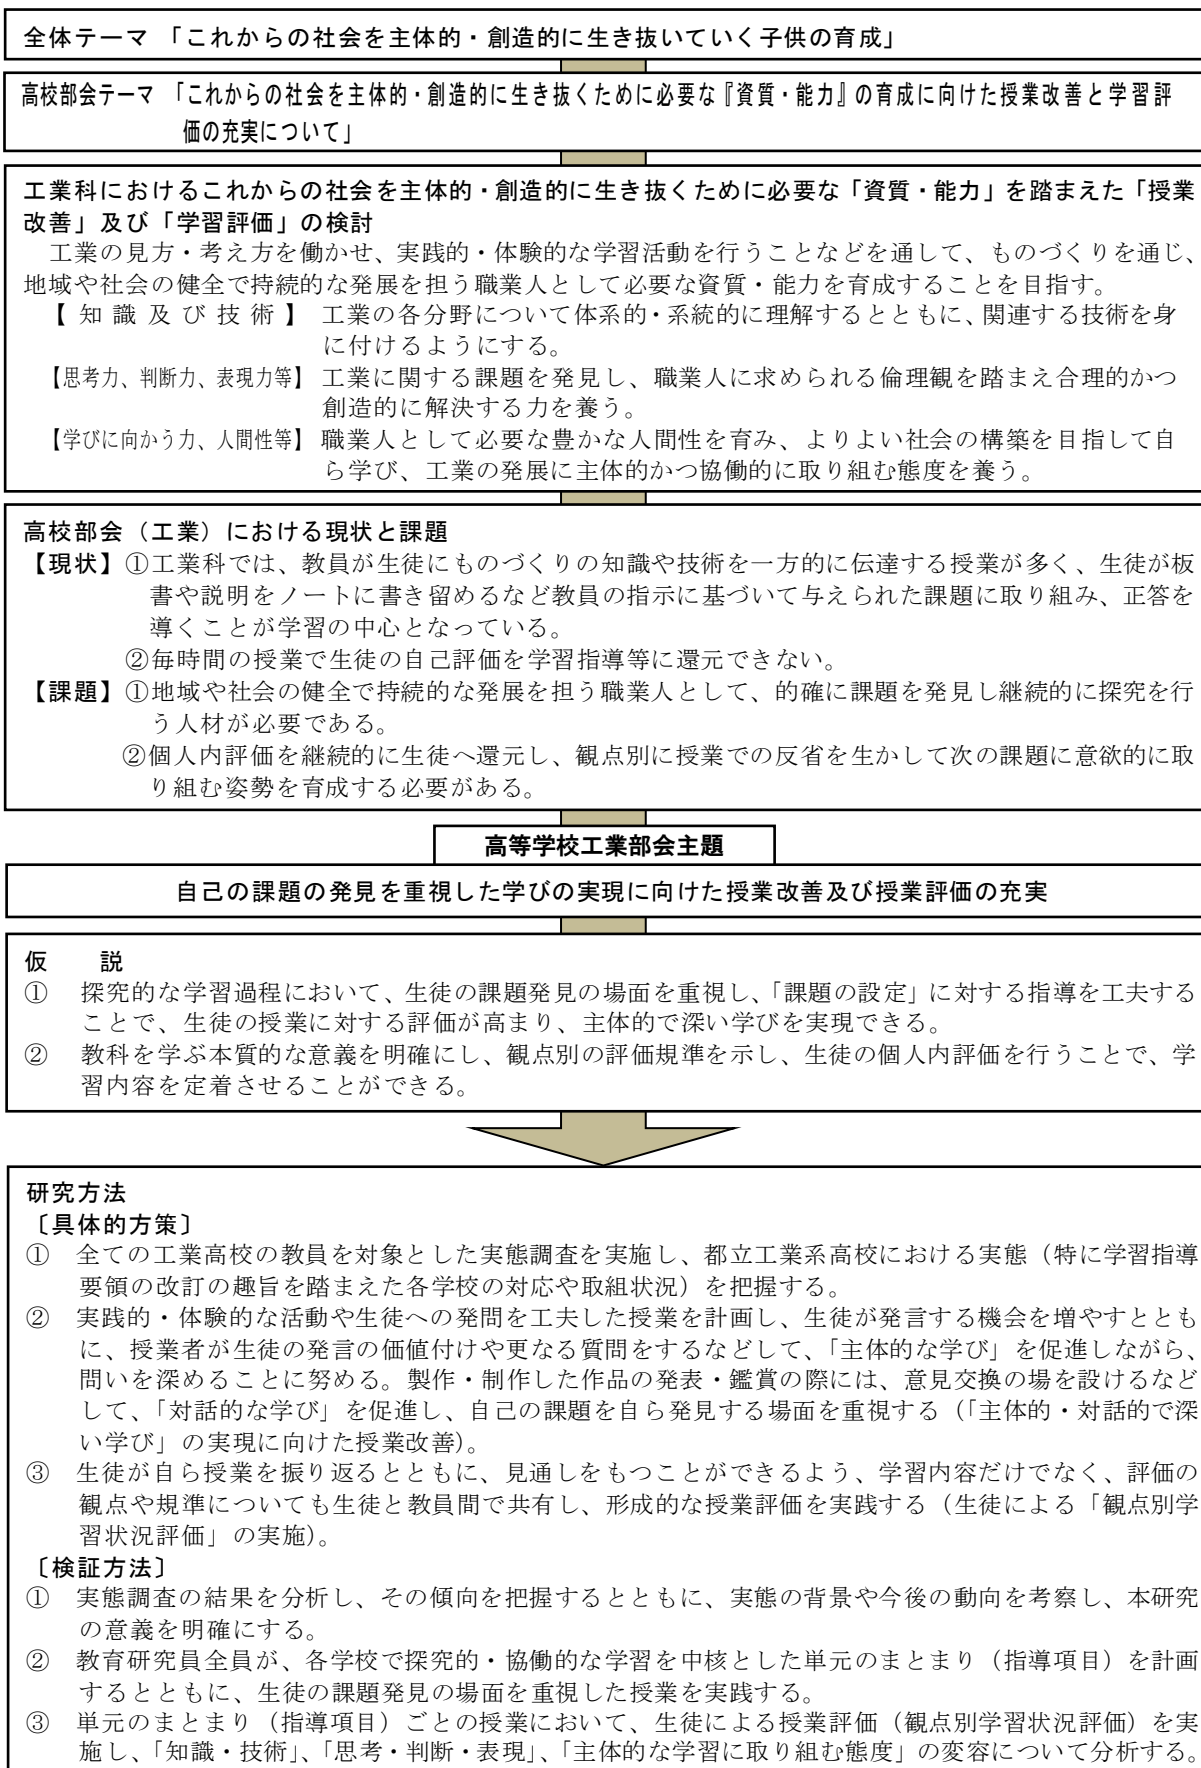 全体テーマ 「これからの社会を主体的・創造的に生き抜いていく子供の育成」
高校部会テーマ 「これからの社会を主体的・創造的に生き抜くために必要な『資質・能力』の育成に向けた授業改善と学習評
価の充実について」
工業科におけるこれからの社会を主体的・創造的に生き抜くために必要な「資質・能力」を踏まえた「授業
改善」及び「学習評価」の検討
工業の見方・考え方を働かせ、実践的・体験的な学習活動を行うことなどを通して、ものづくりを通じ、
地域や社会の健全で持続的な発展を担う職業人として必要な資質・能力を育成することを目指す。
【知識及び技術】 工業の各分野について体系的・系統的に理解するとともに、関連する技術を身
に付けるようにする。
【思考力、判断力、表現力等】 工業に関する課題を発見し、職業人に求められる倫理観を踏まえ合理的かつ
創造的に解決する力を養う。
【学びに向かう力、人間性等】 職業人として必要な豊かな人間性を育み、よりよい社会の構築を目指して自
ら学び、工業の発展に主体的かつ協働的に取り組む態度を養う。
高校部会（工業）における現状と課題
【現状】①工業科では、教員が生徒にものづくりの知識や技術を一方的に伝達する授業が多く、生徒が板
書や説明をノートに書き留めるなど教員の指示に基づいて与えられた課題に取り組み、正答を
導くことが学習の中心となっている。
②毎時間の授業で生徒の自己評価を学習指導等に還元できない。
【課題】①地域や社会の健全で持続的な発展を担う職業人として、的確に課題を発見し継続的に探究を行
う人材が必要である。
②個人内評価を継続的に生徒へ還元し、観点別に授業での反省を生かして次の課題に意欲的に取
り組む姿勢を育成する必要がある。
高等学校工業部会主題
自己の課題の発見を重視した学びの実現に向けた授業改善及び授業評価の充実
仮 説
① 探究的な学習過程において、生徒の課題発見の場面を重視し、「課題の設定」に対する指導を工夫する
ことで、生徒の授業に対する評価が高まり、主体的で深い学びを実現できる。
② 教科を学ぶ本質的な意義を明確にし、観点別の評価規準を示し、生徒の個人内評価を行うことで、学
習内容を定着させることができる。
研究方法
〔具体的方策〕
① 全ての工業高校の教員を対象とした実態調査を実施し、都立工業系高校における実態（特に学習指導
要領の改訂の趣旨を踏まえた各学校の対応や取組状況）を把握する。
② 実践的・体験的な活動や生徒への発問を工夫した授業を計画し、生徒が発言する機会を増やすととも
に、授業者が生徒の発言の価値付けや更なる質問をするなどして、「主体的な学び」を促進しながら、
問いを深めることに努める。製作・制作した作品の発表・鑑賞の際には、意見交換の場を設けるなど
して、「対話的な学び」を促進し、自己の課題を自ら発見する場面を重視する（「主体的・対話的で深
い学び」の実現に向けた授業改善）。
③ 生徒が自ら授業を振り返るとともに、見通しをもつことができるよう、学習内容だけでなく、評価の
観点や規準についても生徒と教員間で共有し、形成的な授業評価を実践する（生徒による「観点別学
習状況評価」の実施）。
〔検証方法〕
① 実態調査の結果を分析し、その傾向を把握するとともに、実態の背景や今後の動向を考察し、本研究
の意義を明確にする。
② 教育研究員全員が、各学校で探究的・協働的な学習を中核とした単元のまとまり（指導項目）を計画
するとともに、生徒の課題発見の場面を重視した授業を実践する。
③ 単元のまとまり（指導項目）ごとの授業において、生徒による授業評価（観点別学習状況評価）を実
施し、「知識・技術」、「思考・判断・表現」、「主体的な学習に取り組む態度」の変容について分析する。